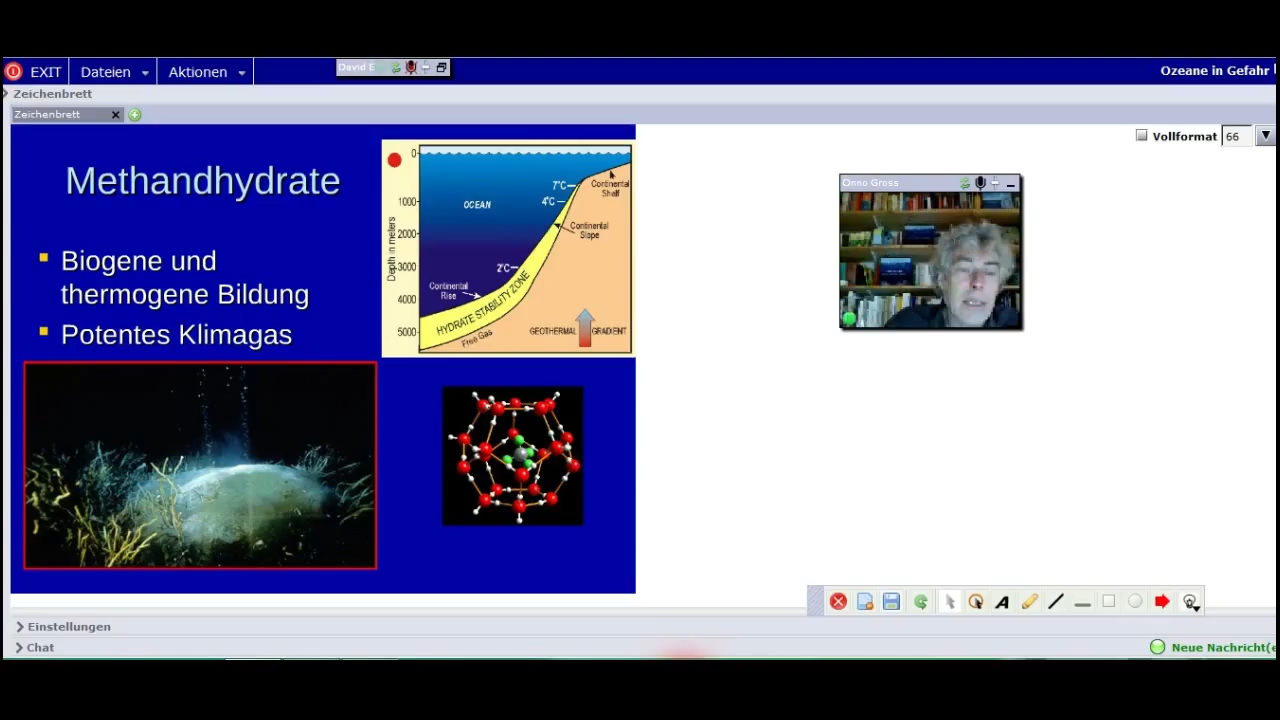 EXIT
Dateien
Aktionen
David E
Ozeane in Gefahr
Zeichenbrett
Zeichenbrett
Vollformat 66
Methandhydrate
Biogene und
thermogene Bildung
Potentes Klimagas
0
1000
2000
3000
4000
5000
Depth in meters
OCEAN
7°C
4°C
2°C
Continental
Shelf
Continental
Slope
Continental
Rise
HYDRATE STABILITY ZONE
Free Gas
GEOTHERMAL GRADIENT
Onno Gross
A
Einstellungen
Chat
Neue Nachricht(e